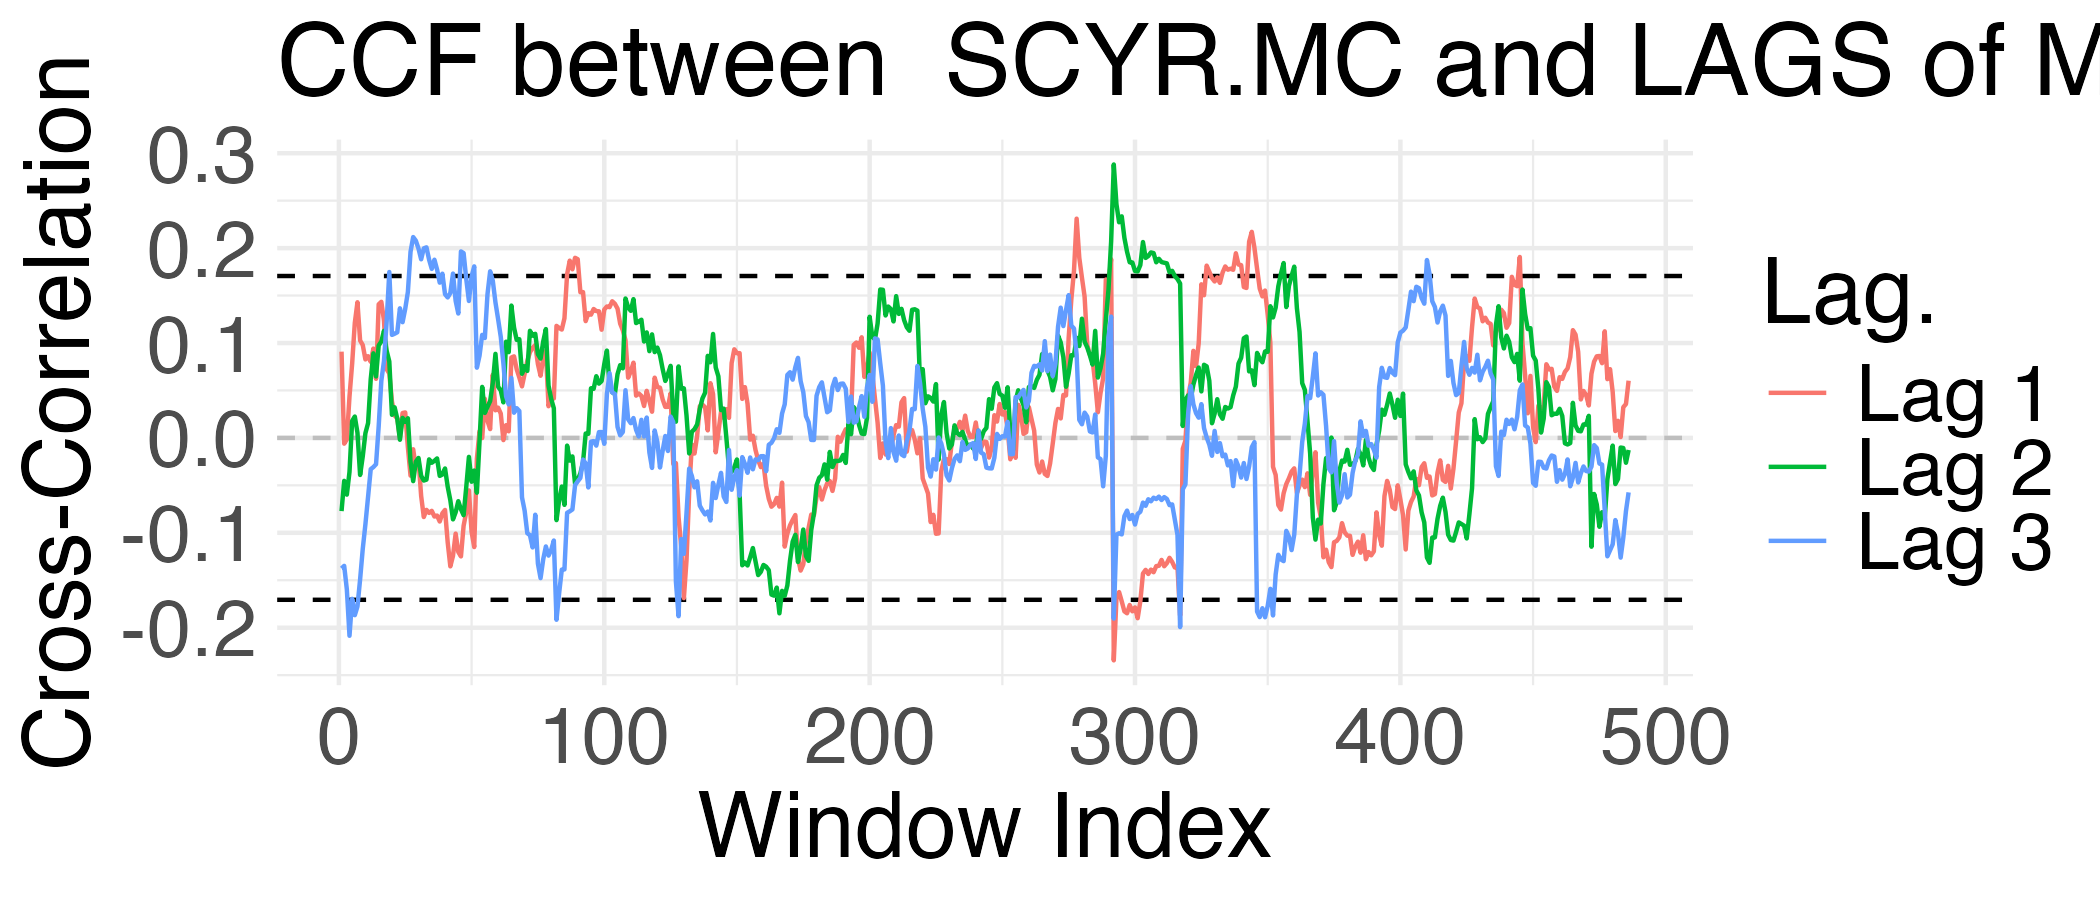 CCF between  SCYR.MC and LAGS of M
Cross-Correlation
0.3
0.2
0.1
0.0
-0.1
-0.2
0 100 200 300 400 500
Window Index
Lag.
Lag 1
Lag 2
Lag 3